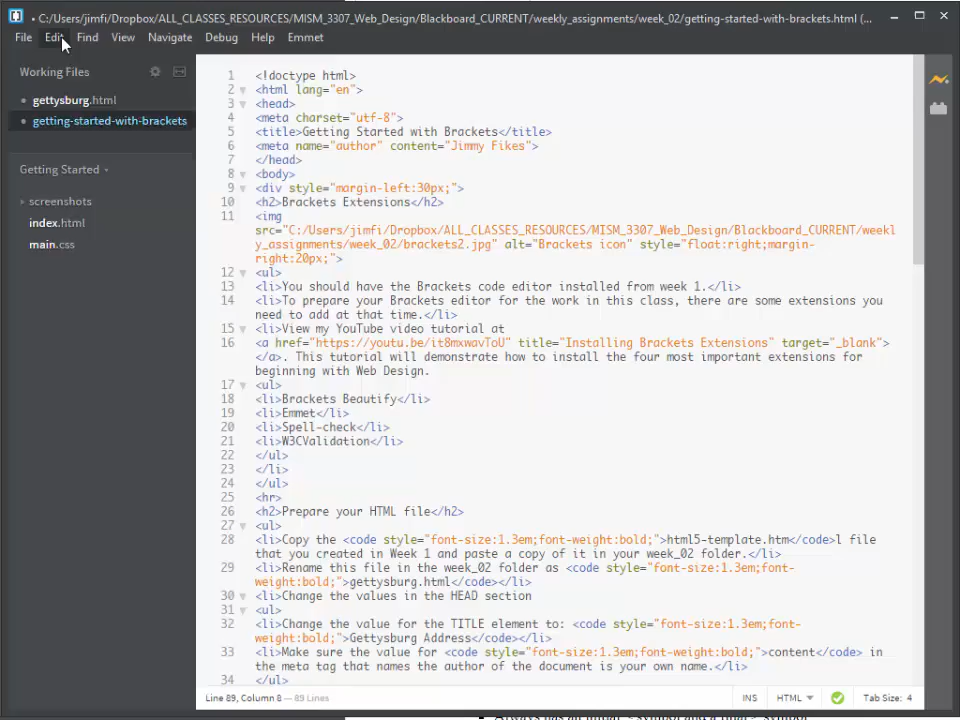 • C:/Users/jimfi/Dropbox/ALL_CLASSES_RESOURCES/MISM_3307_Web_Design/Blackboard_CURRENT/weekly_assignments/week_02/getting-started-with-brackets.html (...
File Edit Find View Navigate Debug Help Emmet
Working Files
• gettysburg.html
• getting-started-with-brackets
Getting Started
screenshots
index.html
main.css
1 <!doctype html>
2 <html lang="en">
3 <head>
4 <meta charset="utf-8">
5 <title>Getting Started with Brackets</title>
6 <meta name="author" content="Jimmy Fikes">
7 </head>
8 <body>
9 <div style="margin-left:30px;">
10 <h2>Brackets Extensions</h2>
11 <img
src="C:/Users/jimfi/Dropbox/ALL_CLASSES_RESOURCES/MISM_3307_Web_Design/Blackboard_CURRENT/weekl
y_assignments/week_02/brackets2.jpg" alt="Brackets icon" style="float:right;margin-
right:20px;">
12 <ul>
13 <li>You should have the Brackets code editor installed from week 1.</li>
14 <li>To prepare your Brackets editor for the work in this class, there are some extensions you
need to add at that time.</li>
15 <li>View my YouTube video tutorial at
16 <a href="https://youtu.be/it8mxwavToU" title="Installing Brackets Extensions" target="_blank">
</a>. This tutorial will demonstrate how to install the four most important extensions for
beginning with Web Design.
17 <ul>
18 <li>Brackets Beautify</li>
19 <li>Emmet</li>
20 <li>Spell-check</li>
21 <li>W3CValidation</li>
22 </ul>
23 </li>
24 </ul>
25 <hr>
26 <h2>Prepare your HTML file</h2>
27 <ul>
28 <li>Copy the <code style="font-size:1.3em;font-weight:bold;">html5-template.htm</code>l file
that you created in Week 1 and paste a copy of it in your week_02 folder.</li>
29 <li>Rename this file in the week_02 folder as <code style="font-size:1.3em;font-
weight:bold;">gettysburg.html</code></li>
30 <li>Change the values in the HEAD section
31 <ul>
32 <li>Change the value for the TITLE element to: <code style="font-size:1.3em;font-
weight:bold;">Gettysburg Address</code></li>
33 <li>Make sure the value for <code style="font-size:1.3em;font-weight:bold;">content</code> in
the meta tag that names the author of the document is your own name.</li>
34 </ul>
Line 89, Column 8 — 89 Lines
INS HTML Tab Size: 4